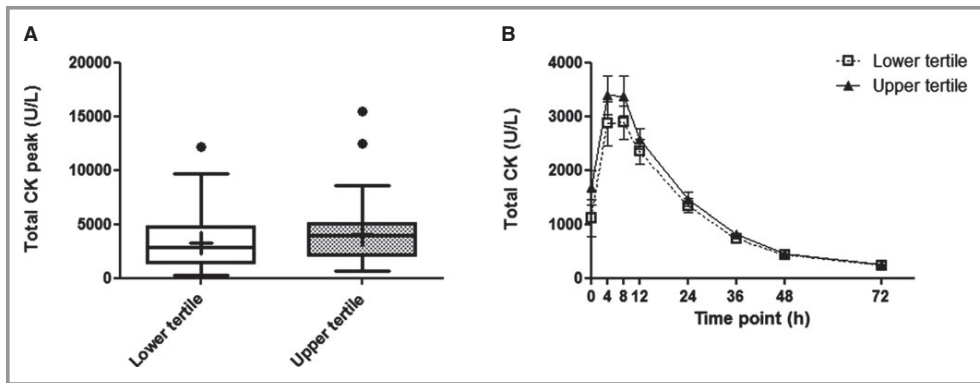 A
Total CK peak (U/L)
20000
15000
10000
5000
0
Lower tertile
Upper tertile
B
Total CK (U/L)
4000
3000
2000
1000
0
0 4 8 12 24 36 48 72
Time point (h)
Lower tertile
Upper tertile